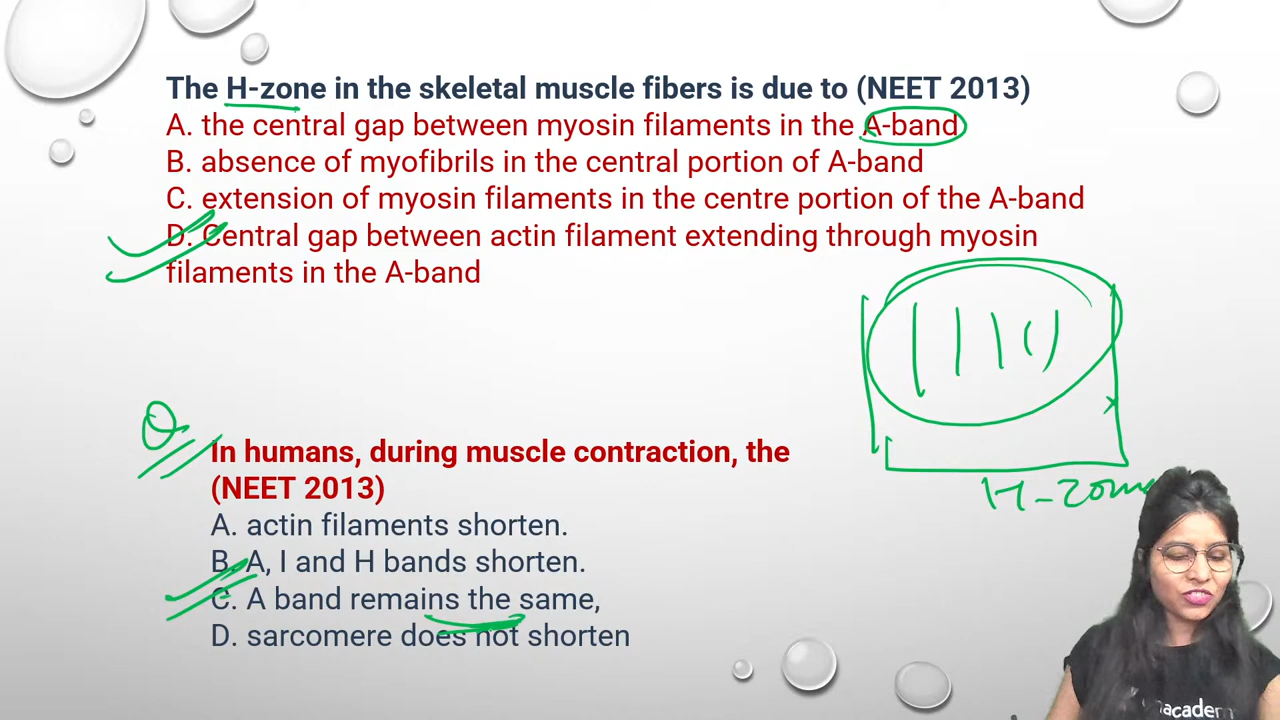 The H-zone in the skeletal muscle fibers is due to (NEET 2013)
A. the central gap between myosin filaments in the A-band
B. absence of myofibrils in the central portion of A-band
C. extension of myosin filaments in the centre portion of the A-band
D. Central gap between actin filament extending through myosin
filaments in the A-band
Q.
In humans, during muscle contraction, the
(NEET 2013)
A. actin filaments shorten.
B. A, I and H bands shorten.
C. A band remains the same,
D. sarcomere does not shorten
H-zone